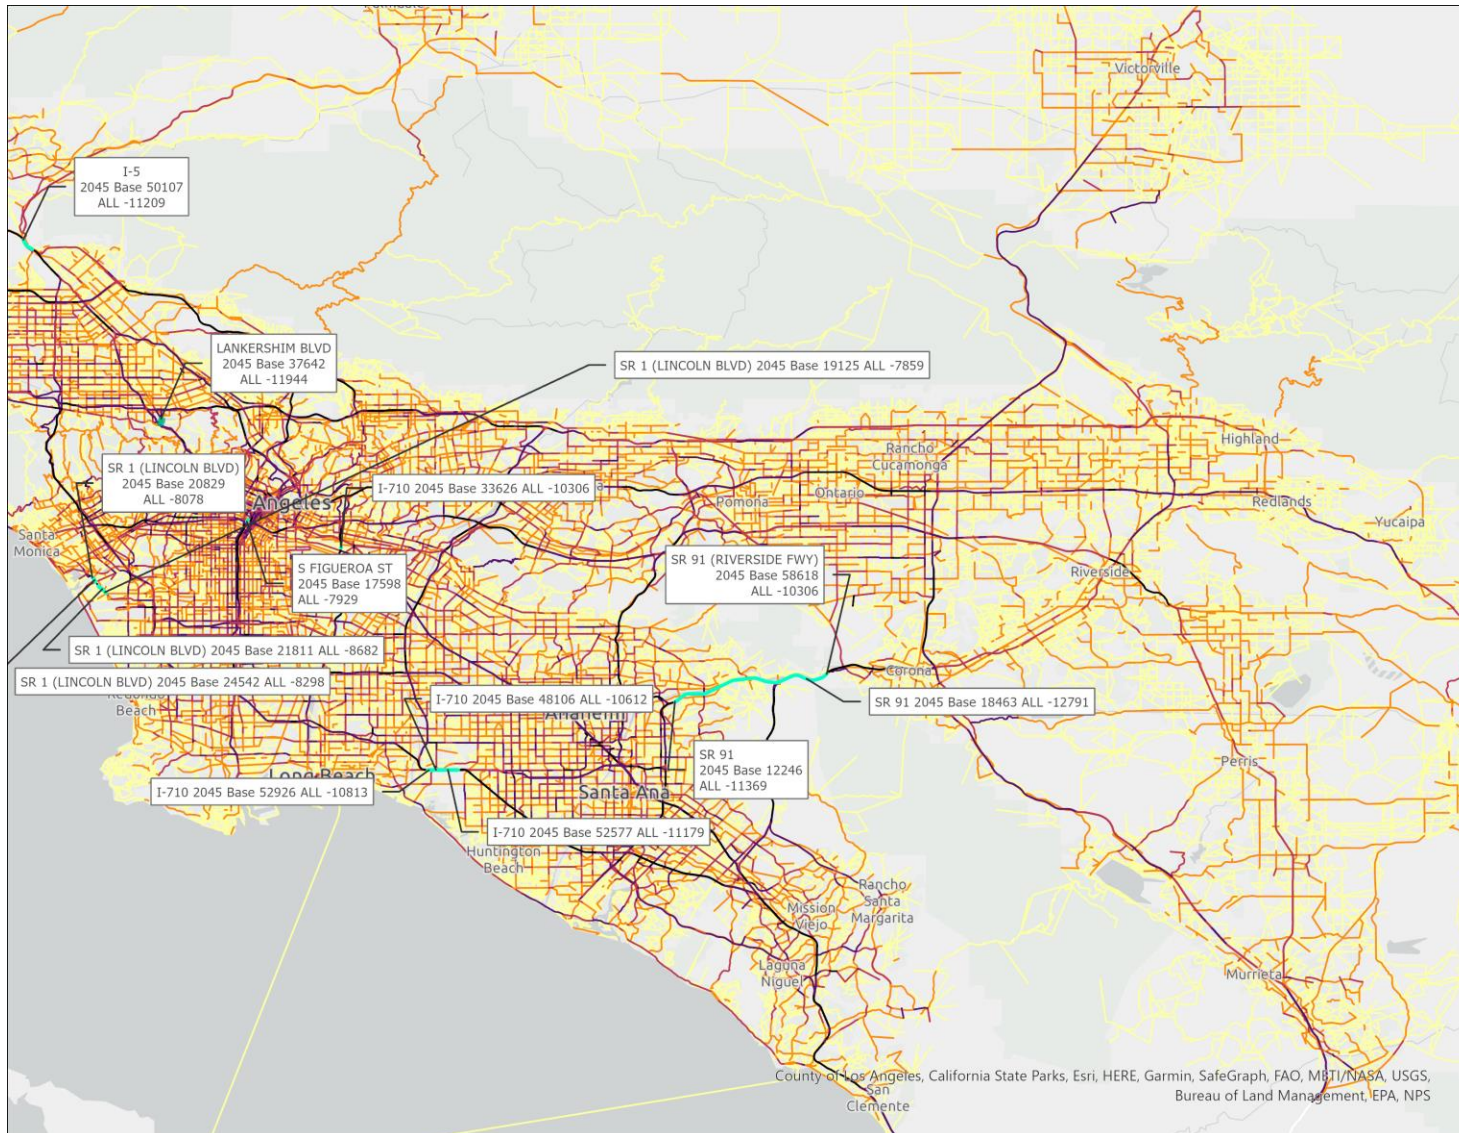 Victorville
I-5
2045 Base 50107
ALL -11209
LANKERSHIM BLVD
2045 Base 37642
ALL -11944
SR 1 (LINCOLN BLVD) 2045 Base 19125 ALL -7859
Highland
Rancho
Cucamonga
SR 1 (LINCOLN BLVD)
2045 Base 20829
ALL -8078
I-710 2045 Base 33626 ALL -10306
Angeles
Pomona
Ontario
Redlands
Yucaipa
Santa
Monica
S FIGUEROA ST
2045 Base 17598
ALL -7929
SR 91 (RIVERSIDE FWY)
2045 Base 58618
ALL -10306
Riverside
SR 1 (LINCOLN BLVD) 2045 Base 21811 ALL -8682
SR 1 (LINCOLN BLVD) 2045 Base 24542 ALL -8298
Corona
Redondo
Beach
I-710 2045 Base 48106 ALL -10612
Anaheim
SR 91 2045 Base 18463 ALL -12791
SR 91
2045 Base 12246
ALL -11369
Perris
Long Beach
I-710 2045 Base 52926 ALL -10813
Santa Ana
I-710 2045 Base 52577 ALL -11179
Huntington
Beach
Rancho
Santa
Margarita
Mission
Viejo
Laguna
Niguel
Murrieta
County of Los Angeles, California State Parks, Esri, HERE, Garmin, SafeGraph, FAO, METI/NASA, USGS,
Bureau of Land Management, EPA, NPS
San
Clemente